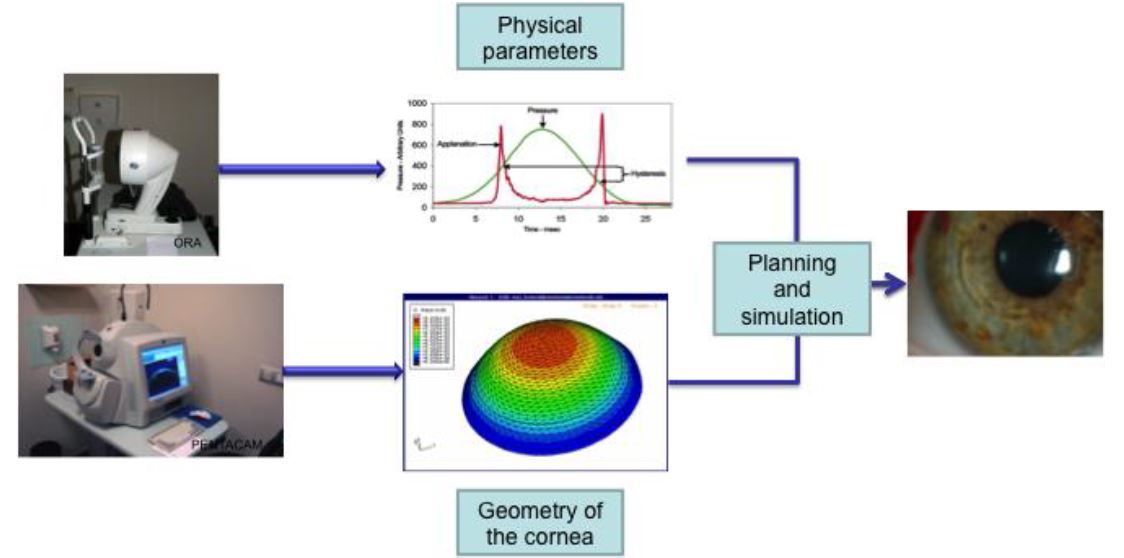 Physical
parameters
ORA
1000
800
600
400
200
0
Pressure - Arbitrary Units
Pressure
Applanation
Hysteresis
0 5 10 15 20 25
Time - msec
Planning
and
simulation
PENTACAM
Geometry of
the cornea